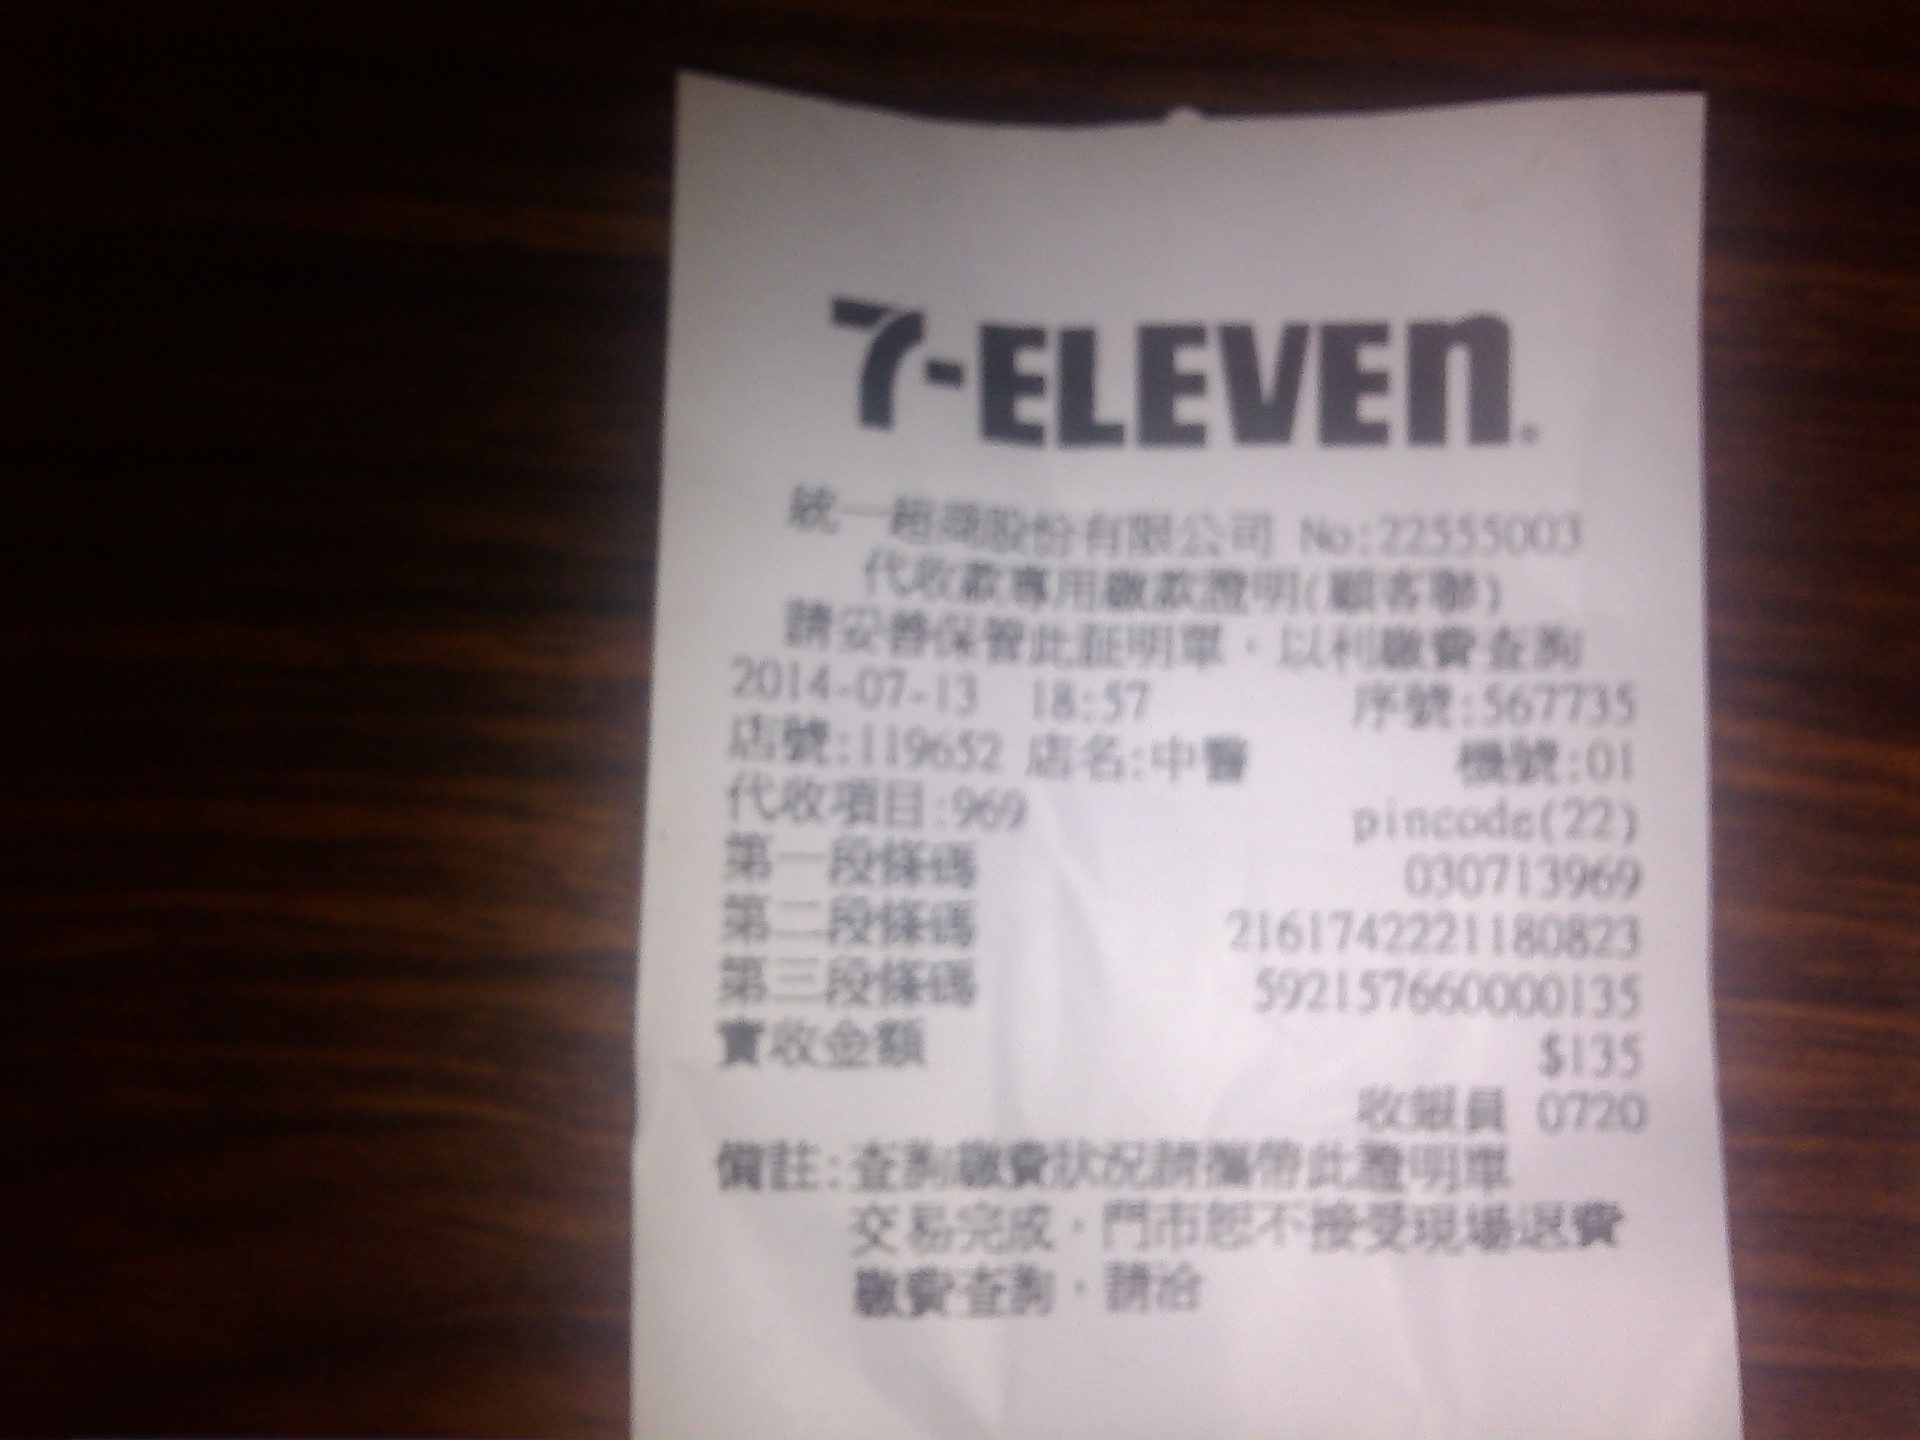 7-ELEVEN.
統一超商股份有限公司 No:22555003
代收款專用繳款證明(顧客聯)
請妥善保管此証明單，以利繳費查詢
2014-07-13 18:57 序號:567735
店號:119652 店名:中醫 機號:01
代收項目:969 pincode(22)
第一段條碼 030713969
第二段條碼 2161742221180823
第三段條碼 592157660000135
實收金額 $135
收銀員 0720
備註:查詢繳費狀況請攜帶此證明單
交易完成，門市恕不接受現場退費
繳費查詢，請洽